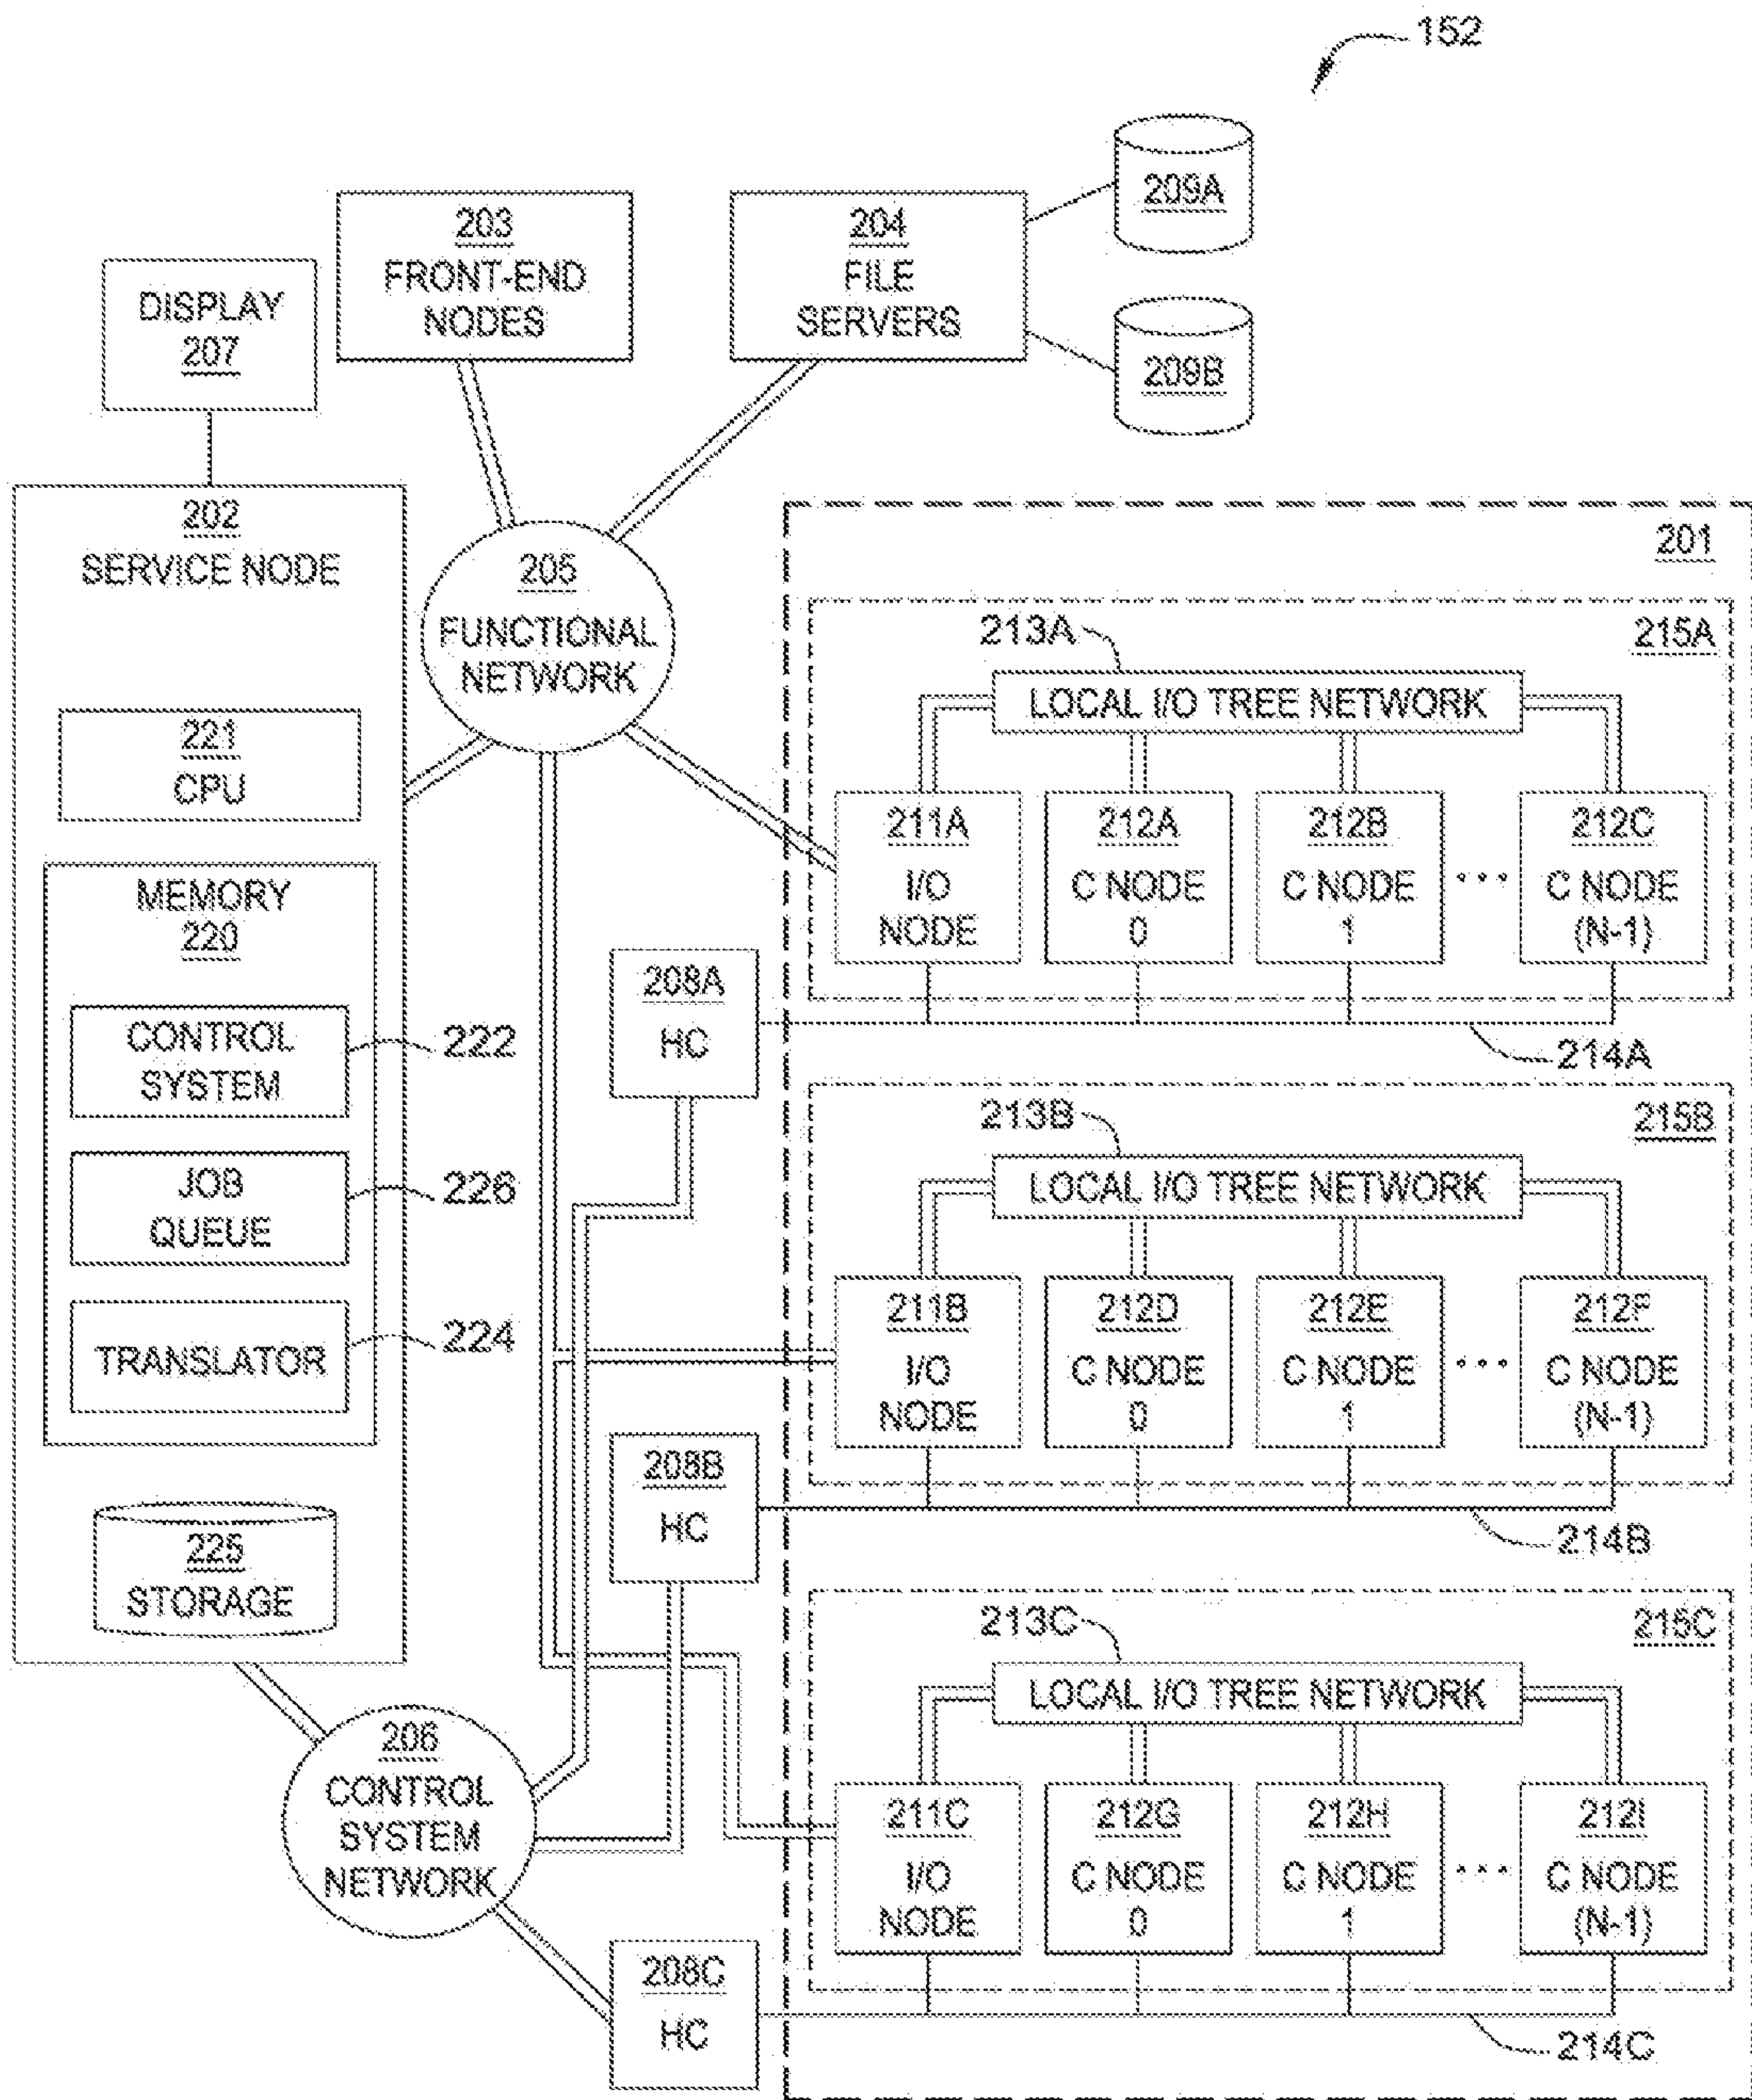 152
209A
203
FRONT-END
NODES
204
FILE
SERVERS
DISPLAY
207
209B
202
SERVICE NODE
205
FUNCTIONAL
NETWORK
201
213A
215A
LOCAL I/O TREE NETWORK
221
CPU
211A
I/O
NODE
212A
C NODE
0
212B
C NODE
1
...
212C
C NODE
(N-1)
MEMORY
220
208A
HC
CONTROL
SYSTEM
222
214A
213B
215B
LOCAL I/O TREE NETWORK
JOB
QUEUE
226
211B
I/O
NODE
212D
C NODE
0
212E
C NODE
1
...
212F
C NODE
(N-1)
TRANSLATOR
224
208B
HC
214B
225
STORAGE
213C
215C
LOCAL I/O TREE NETWORK
206
CONTROL
SYSTEM
NETWORK
211C
I/O
NODE
212G
C NODE
0
212H
C NODE
1
...
212I
C NODE
(N-1)
208C
HC
214C